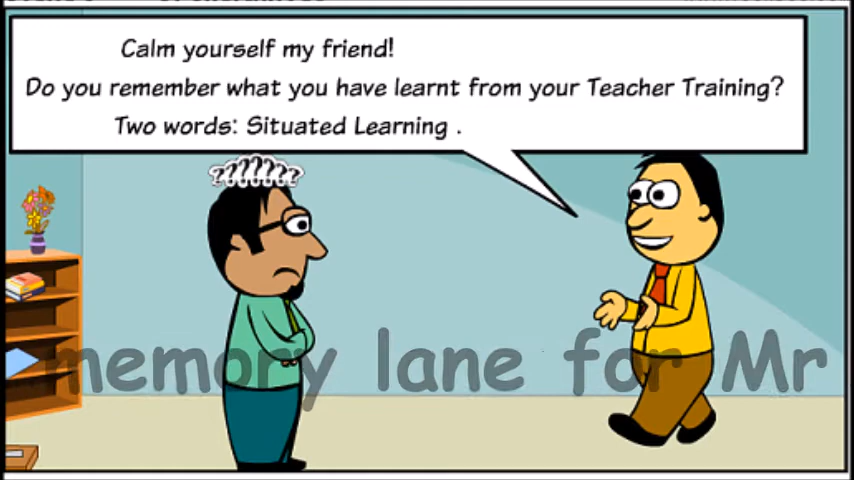 Calm yourself my friend!
Do you remember what you have learnt from your Teacher Training?
Two words: Situated Learning .
???????
memory lane for Mr